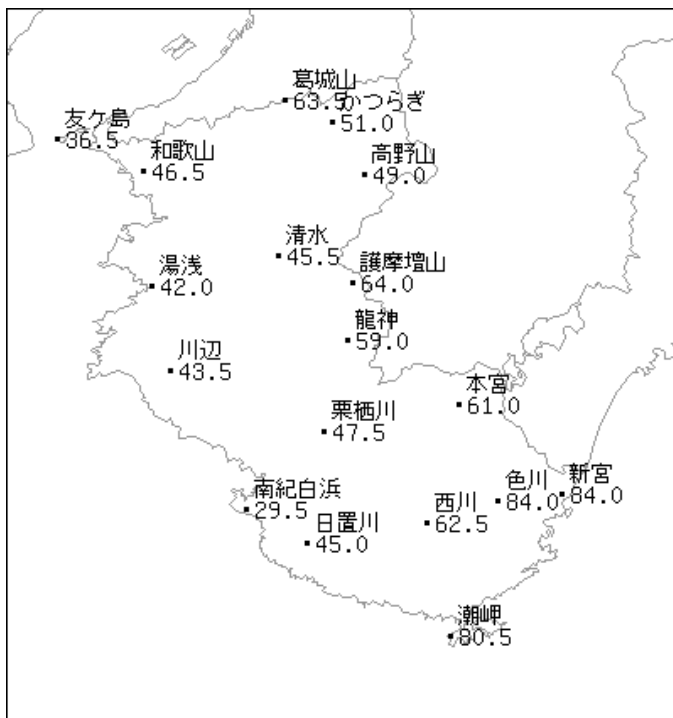 葛城山
63.5
かつらぎ
51.0
友ケ島
36.5
和歌山
46.5
高野山
49.0
清水
45.5
湯浅
42.0
護摩壇山
64.0
龍神
59.0
川辺
43.5
本宮
61.0
栗栖川
47.5
南紀白浜
29.5
日置川
45.0
西川
62.5
色川
84.0
新宮
84.0
潮岬
80.5